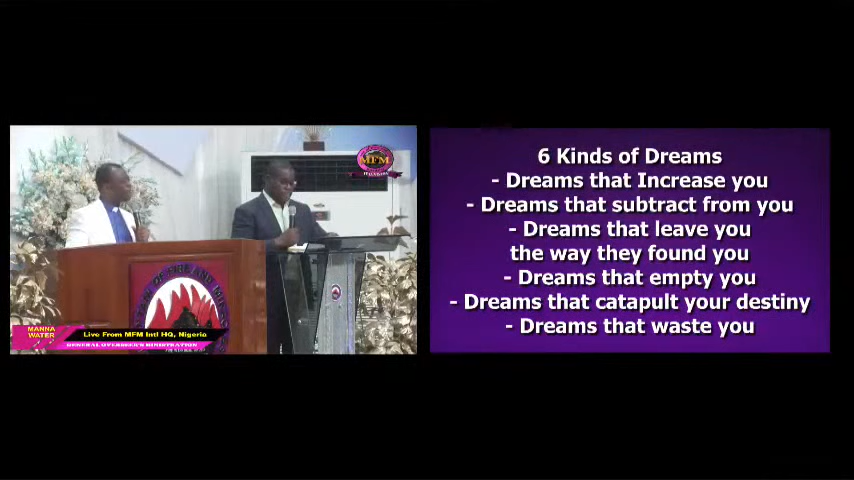 MFM
MANNA
WATER
Live From MFM Intl HQ, Nigeria
GENERAL OVERSEER'S MINISTRATION
6 Kinds of Dreams
- Dreams that Increase you
- Dreams that subtract from you
- Dreams that leave you
the way they found you
- Dreams that empty you
- Dreams that catapult your destiny
- Dreams that waste you